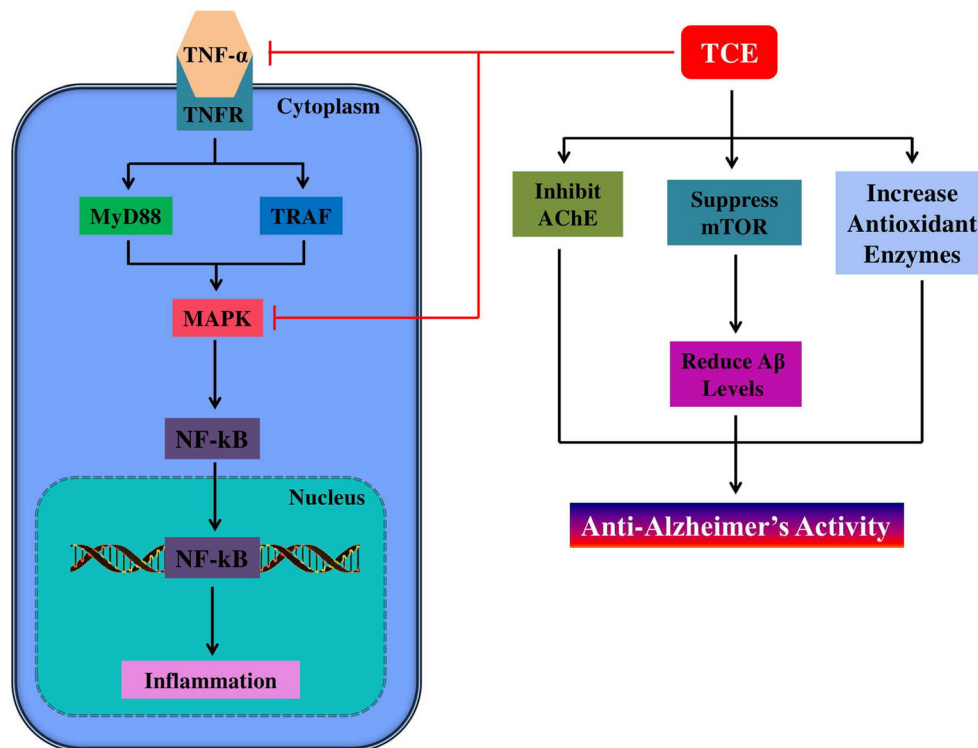 TNF-α
TNFR
Cytoplasm
MyD88
TRAF
MAPK
NF-kB
Nucleus
NF-kB
Inflammation
TCE
Inhibit
AChE
Suppress
mTOR
Increase
Antioxidant
Enzymes
Reduce Aβ
Levels
Anti-Alzheimer’s Activity